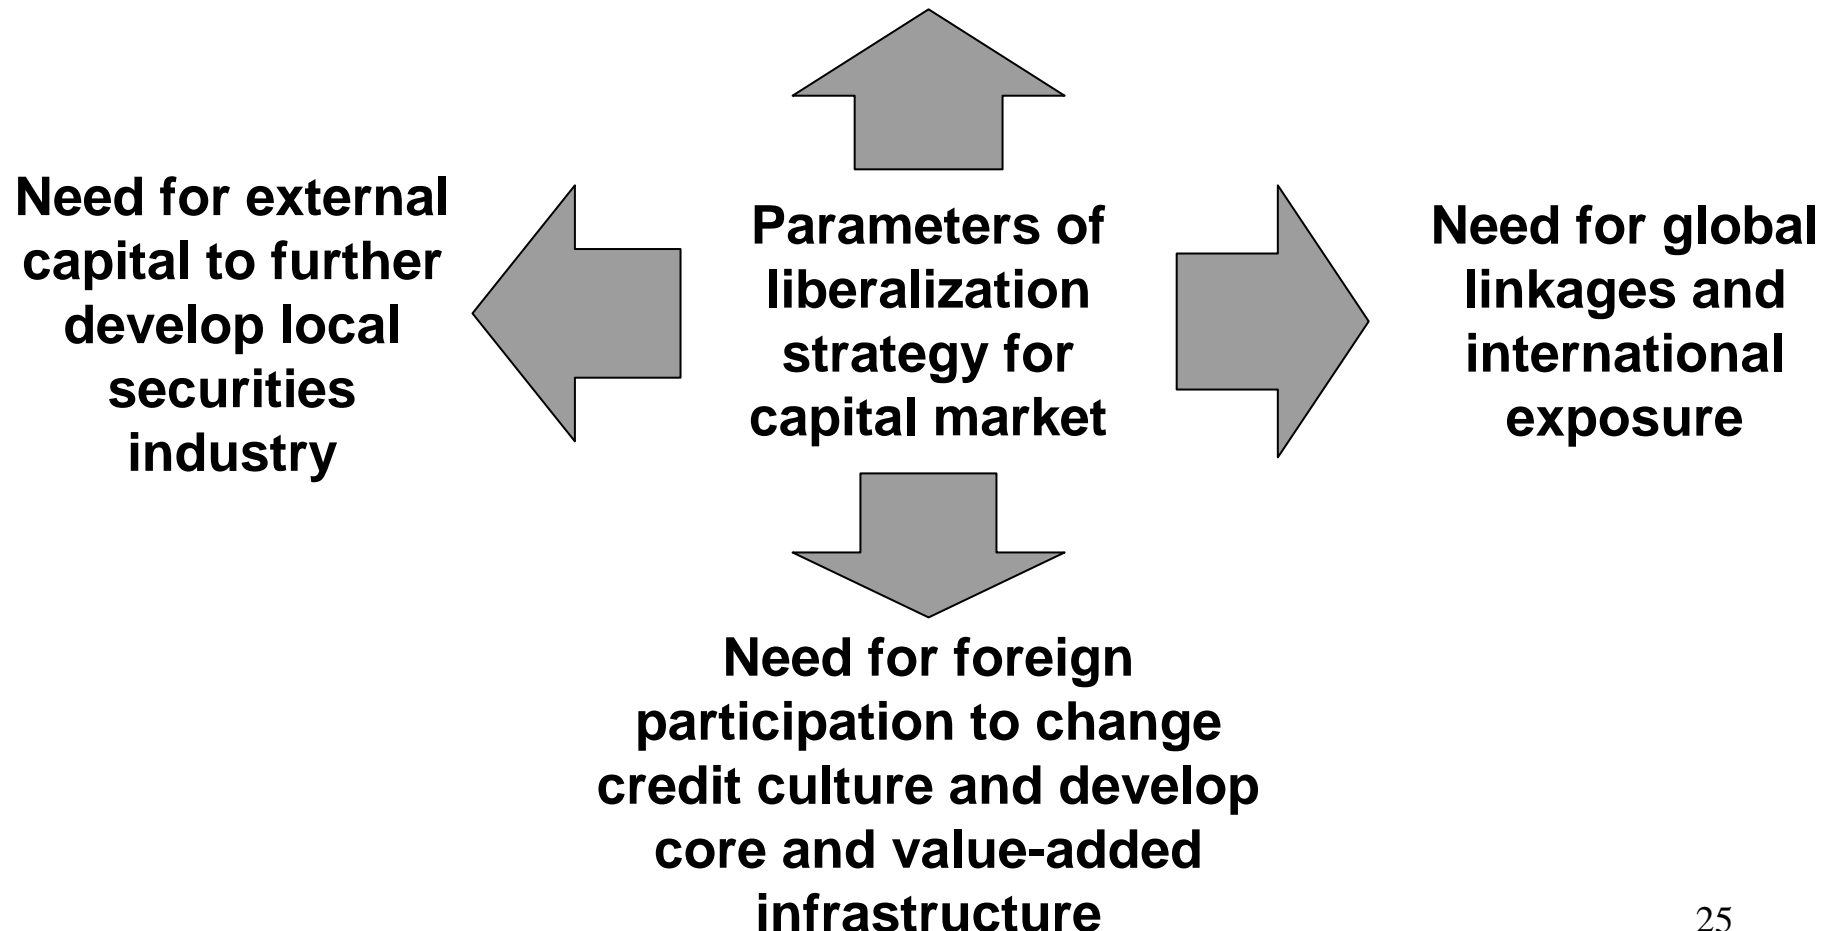 Need for external
capital to further
develop local
securities
industry
Parameters of
liberalization
strategy for
capital market
Need for global
linkages and
international
exposure
Need for foreign
participation to change
credit culture and develop
core and value-added
infrastructure
25